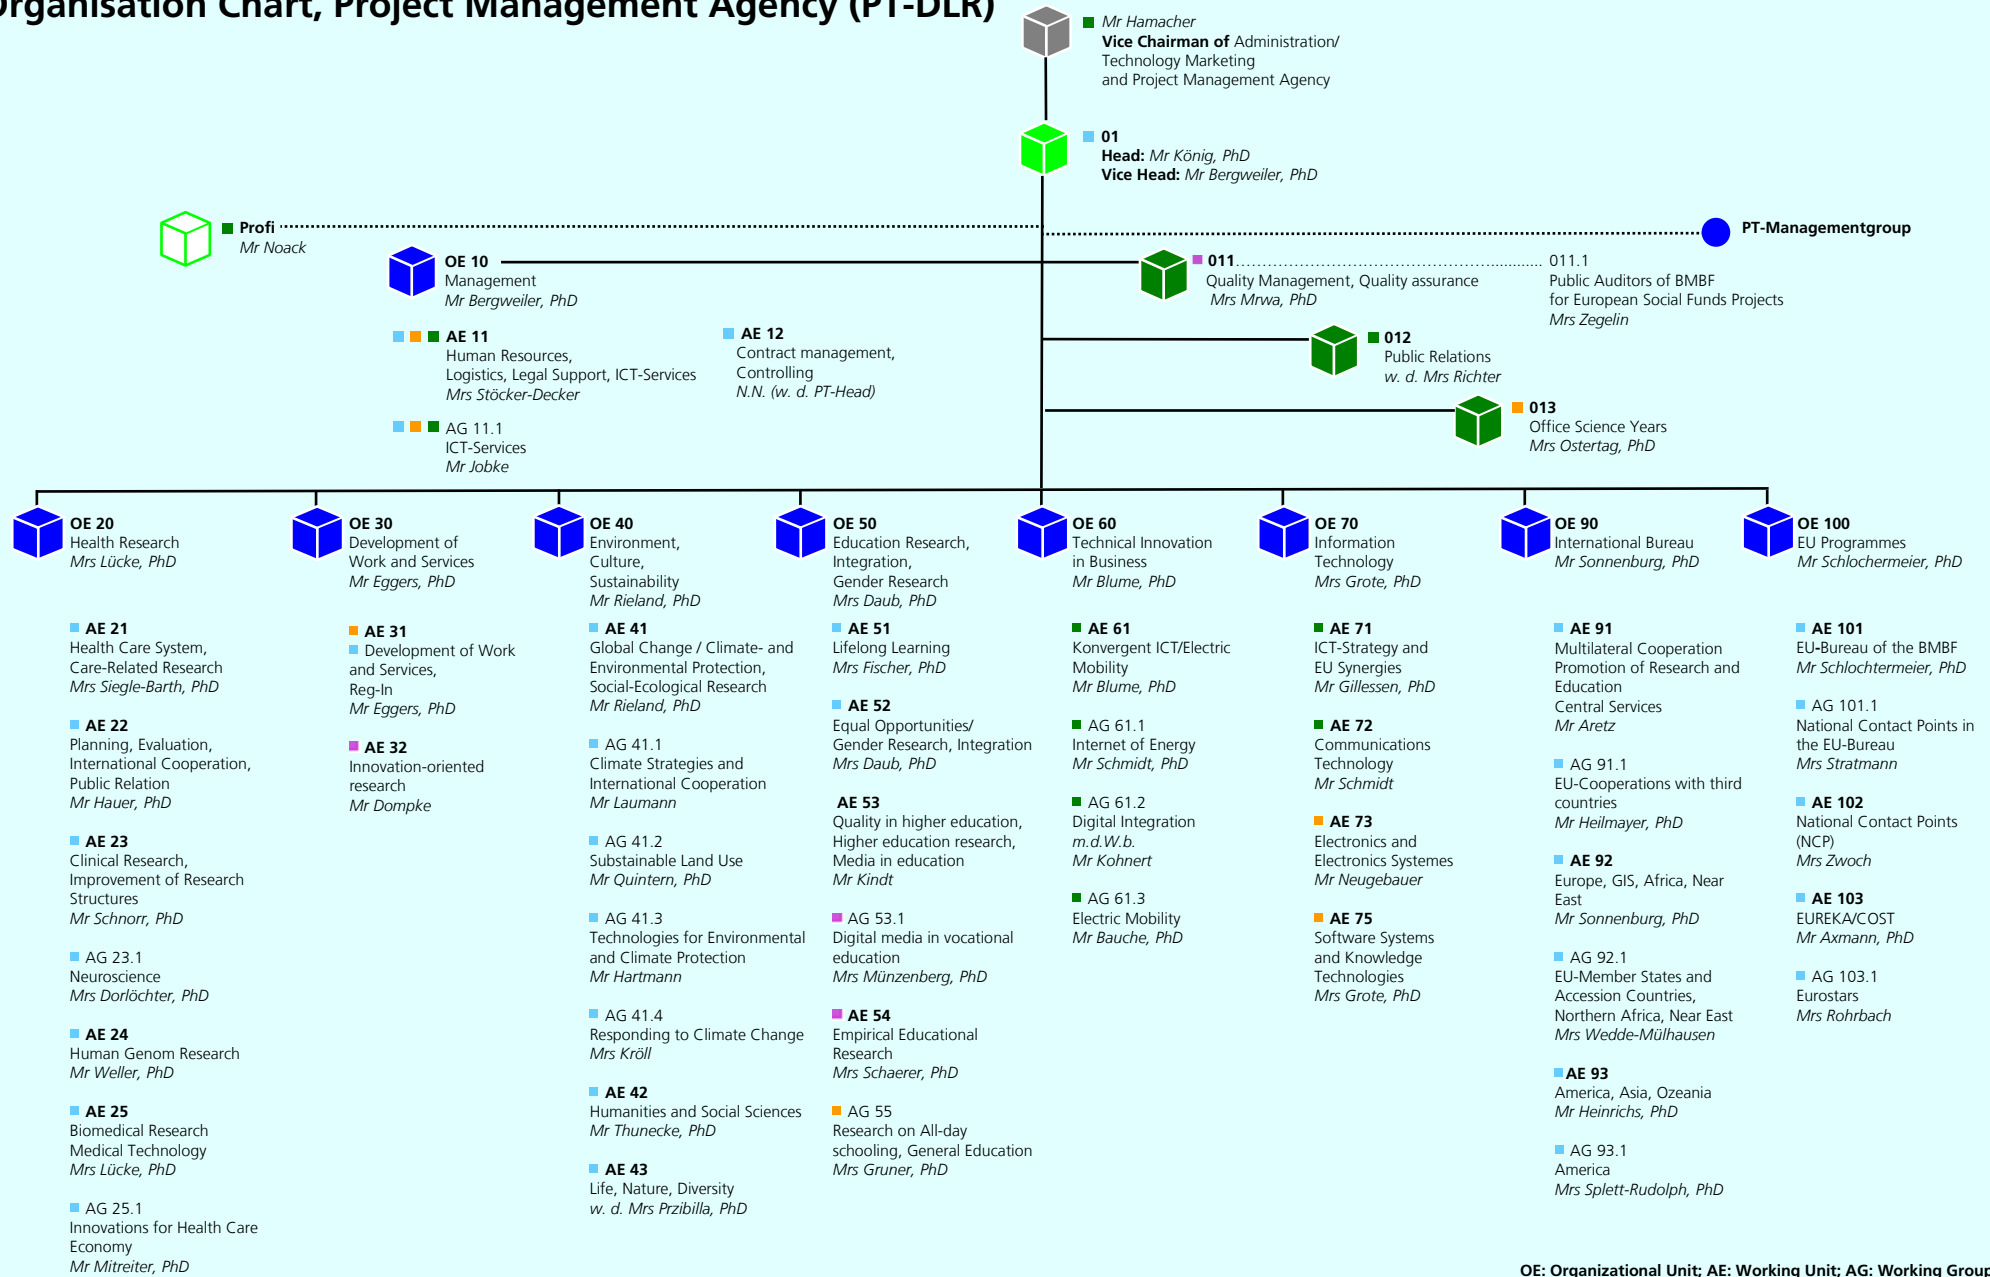 Organisation Chart, Project Management Agency (PT-DLR)
Mr Hamacher
Vice Chairman of Administration/
Technology Marketing
and Project Management Agency
01
Head: Mr König, PhD
Vice Head: Mr Bergweiler, PhD
Profi
Mr Noack
PT-Managementgroup
OE 10
Management
Mr Bergweiler, PhD
011
Quality Management, Quality assurance
Mrs Mrwa, PhD
011.1
Public Auditors of BMBF
for European Social Funds Projects
Mrs Zegelin
AE 11
Human Resources,
Logistics, Legal Support, ICT-Services
Mrs Stöcker-Decker
AE 12
Contract management,
Controlling
N.N. (w. d. PT-Head)
012
Public Relations
w. d. Mrs Richter
AG 11.1
ICT-Services
Mr Jobke
013
Office Science Years
Mrs Ostertag, PhD
OE 20
Health Research
Mrs Lücke, PhD
AE 21
Health Care System,
Care-Related Research
Mrs Siegle-Barth, PhD
AE 22
Planning, Evaluation,
International Cooperation,
Public Relation
Mr Hauer, PhD
AE 23
Clinical Research,
Improvement of Research
Structures
Mr Schnorr, PhD
AG 23.1
Neuroscience
Mrs Dorlöchter, PhD
AE 24
Human Genom Research
Mr Weller, PhD
AE 25
Biomedical Research
Medical Technology
Mrs Lücke, PhD
AG 25.1
Innovations for Health Care
Economy
Mr Mitreiter, PhD
OE 30
Development of
Work and Services
Mr Eggers, PhD
AE 31
Development of Work
and Services,
Reg-In
Mr Eggers, PhD
AE 32
Innovation-oriented
research
Mr Dompke
OE 40
Environment,
Culture,
Sustainability
Mr Rieland, PhD
AE 41
Global Change / Climate- and
Environmental Protection,
Social-Ecological Research
Mr Rieland, PhD
AG 41.1
Climate Strategies and
International Cooperation
Mr Laumann
AG 41.2
Substainable Land Use
Mr Quintern, PhD
AG 41.3
Technologies for Environmental
and Climate Protection
Mr Hartmann
AG 41.4
Responding to Climate Change
Mrs Kröll
AE 42
Humanities and Social Sciences
Mr Thunecke, PhD
AE 43
Life, Nature, Diversity
w. d. Mrs Przibilla, PhD
OE 50
Education Research,
Integration,
Gender Research
Mrs Daub, PhD
AE 51
Lifelong Learning
Mrs Fischer, PhD
AE 52
Equal Opportunities/
Gender Research, Integration
Mrs Daub, PhD
AE 53
Quality in higher education,
Higher education research,
Media in education
Mr Kindt
AG 53.1
Digital media in vocational
education
Mrs Münzenberg, PhD
AE 54
Empirical Educational
Research
Mrs Schaerer, PhD
AG 55
Research on All-day
schooling, General Education
Mrs Gruner, PhD
OE 60
Technical Innovation
in Business
Mr Blume, PhD
AE 61
Konvergent ICT/Electric
Mobility
Mr Blume, PhD
AG 61.1
Internet of Energy
Mr Schmidt, PhD
AG 61.2
Digital Integration
m.d.W.b.
Mr Kohnert
AG 61.3
Electric Mobility
Mr Bauche, PhD
OE 70
Information
Technology
Mrs Grote, PhD
AE 71
ICT-Strategy and
EU Synergies
Mr Gillessen, PhD
AE 72
Communications
Technology
Mr Schmidt
AE 73
Electronics and
Electronics Systemes
Mr Neugebauer
AE 75
Software Systems
and Knowledge
Technologies
Mrs Grote, PhD
OE 90
International Bureau
Mr Sonnenburg, PhD
AE 91
Multilateral Cooperation
Promotion of Research and
Education
Central Services
Mr Aretz
AG 91.1
EU-Cooperations with third
countries
Mr Heilmayer, PhD
AE 92
Europe, GIS, Africa, Near
East
Mr Sonnenburg, PhD
AG 92.1
EU-Member States and
Accession Countries,
Northern Africa, Near East
Mrs Wedde-Mülhausen
AE 93
America, Asia, Ozeania
Mr Heinrichs, PhD
AG 93.1
America
Mrs Splett-Rudolph, PhD
OE 100
EU Programmes
Mr Schlochermeier, PhD
AE 101
EU-Bureau of the BMBF
Mr Schlochtermeier, PhD
AG 101.1
National Contact Points in
the EU-Bureau
Mrs Stratmann
AE 102
National Contact Points
(NCP)
Mrs Zwoch
AE 103
EUREKA/COST
Mr Axmann, PhD
AG 103.1
Eurostars
Mrs Rohrbach
OE: Organizational Unit; AE: Working Unit; AG: Working Group